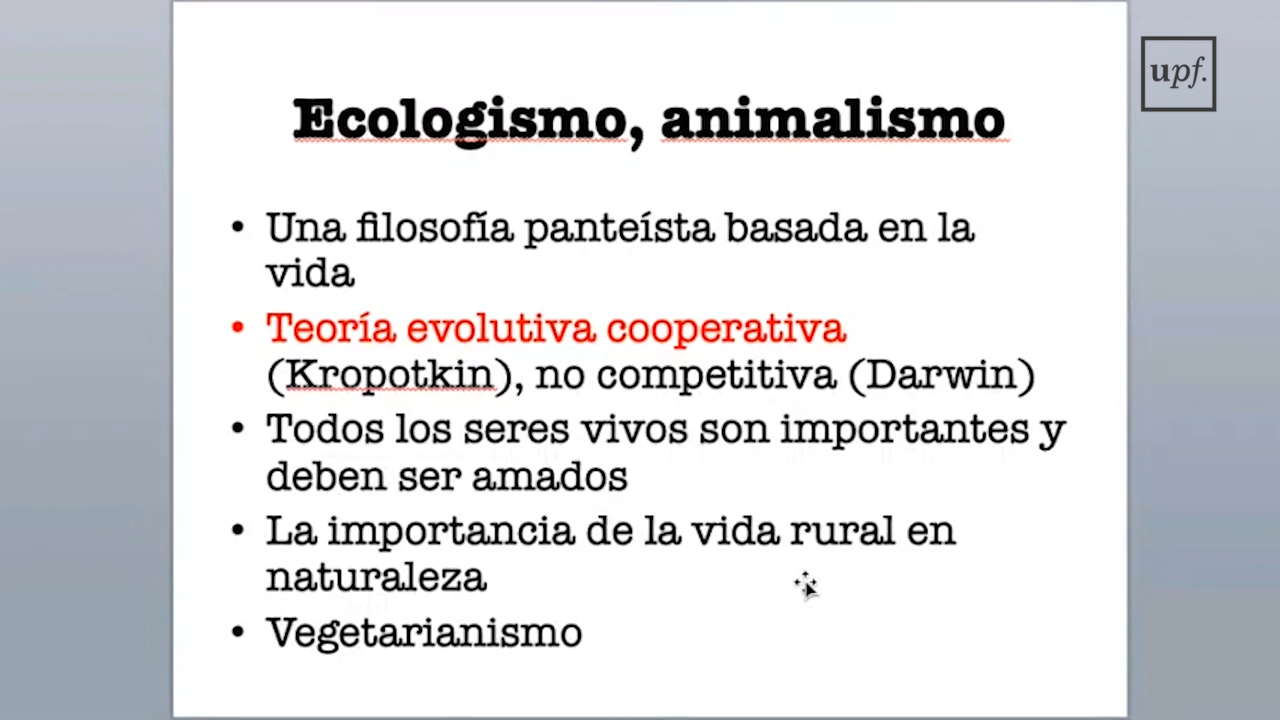 upf.
Ecologismo, animalismo
• Una filosofía panteísta basada en la
vida
• Teoría evolutiva cooperativa
(Kropotkin), no competitiva (Darwin)
• Todos los seres vivos son importantes y
deben ser amados
• La importancia de la vida rural en
naturaleza
• Vegetarianismo